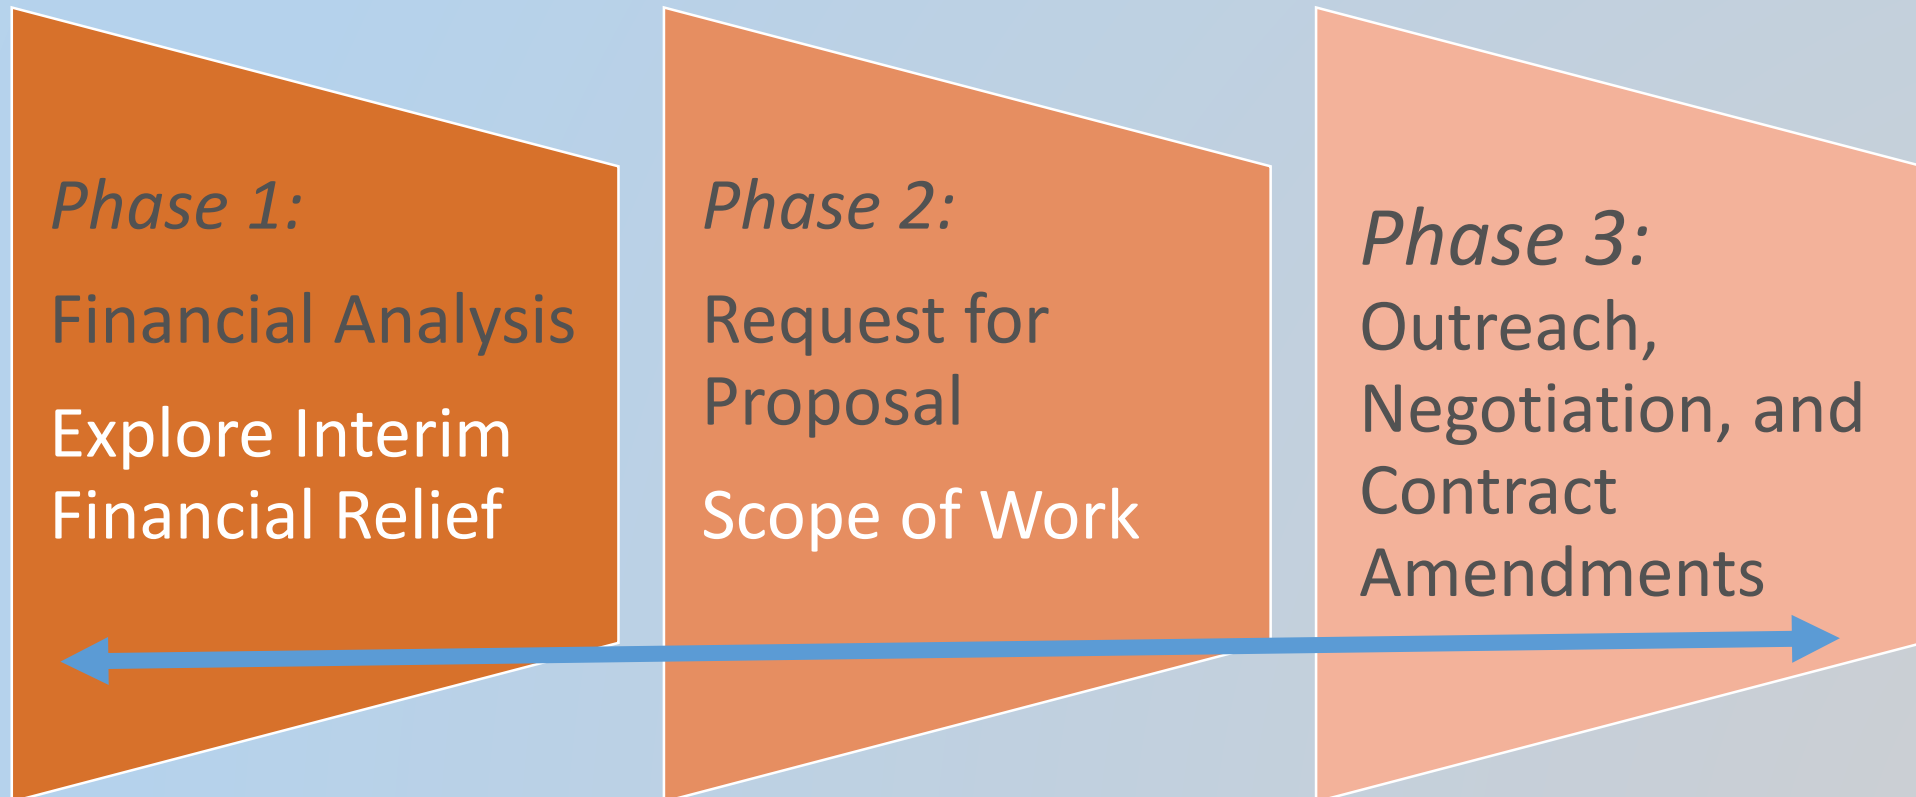 Phase 1:
Financial Analysis
Explore Interim
Financial Relief
Phase 2:
Request for
Proposal
Scope of Work
Phase 3:
Outreach,
Negotiation, and
Contract
Amendments